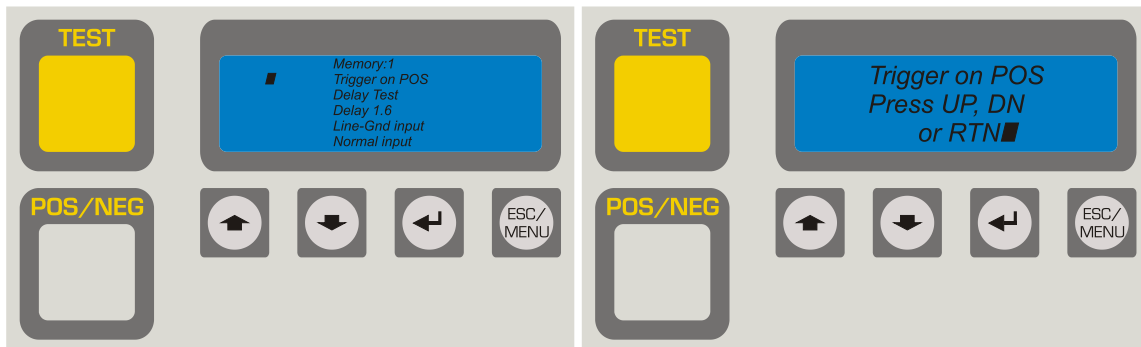 TEST
Memory:1
Trigger on POS
Delay Test
Delay 1.6
Line-Gnd input
Normal input
POS/NEG
ESC/
MENU
TEST
Trigger on POS
Press UP, DN
or RTN
POS/NEG
ESC/
MENU